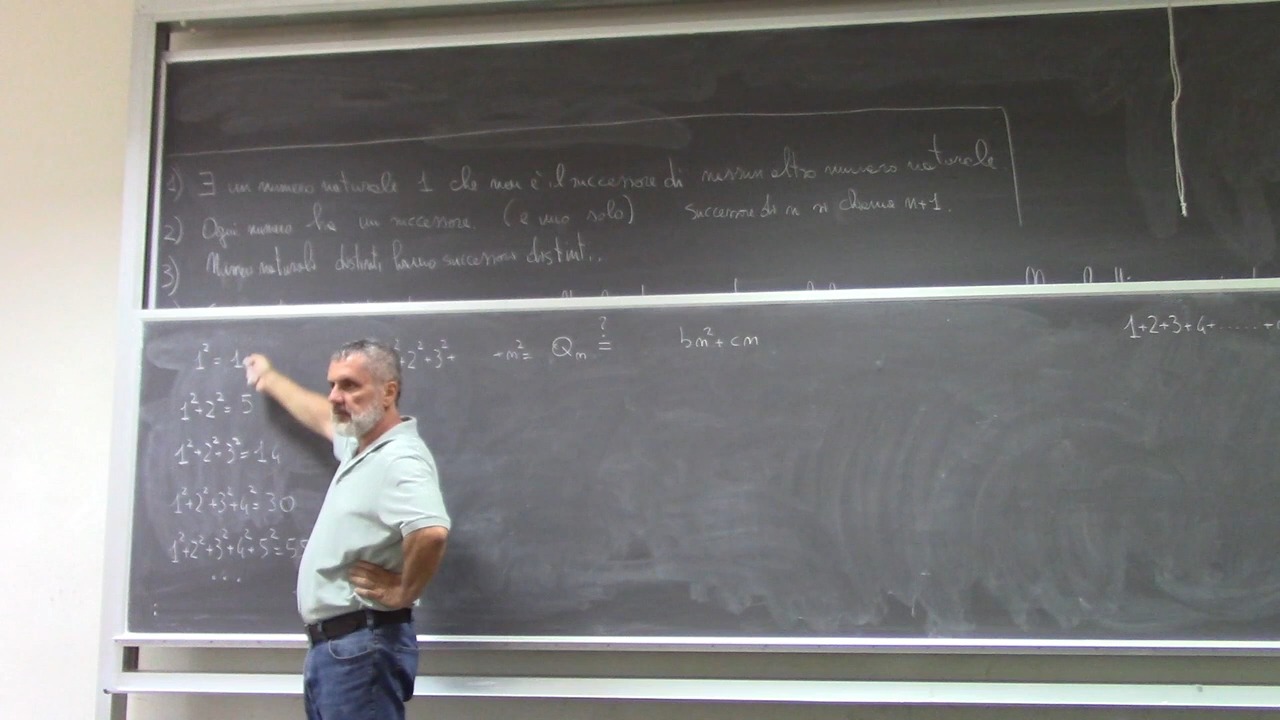 1) ∃ un numero naturale 1 che non è il successore di nessun altro numero naturale
2) Ogni numero ha un successore. (e uno solo) successore di n si chiama n+1.
3) Numeri naturali distinti hanno successori distinti.
1² = 1
²+2²+3²+ +n²= Qₙ ?= bn²+cn
1+2+3+4+......+
1²+2²= 5
1²+2²+3²=14
1²+2²+3²+4²=30
1²+2²+3²+4²+5²=55
...